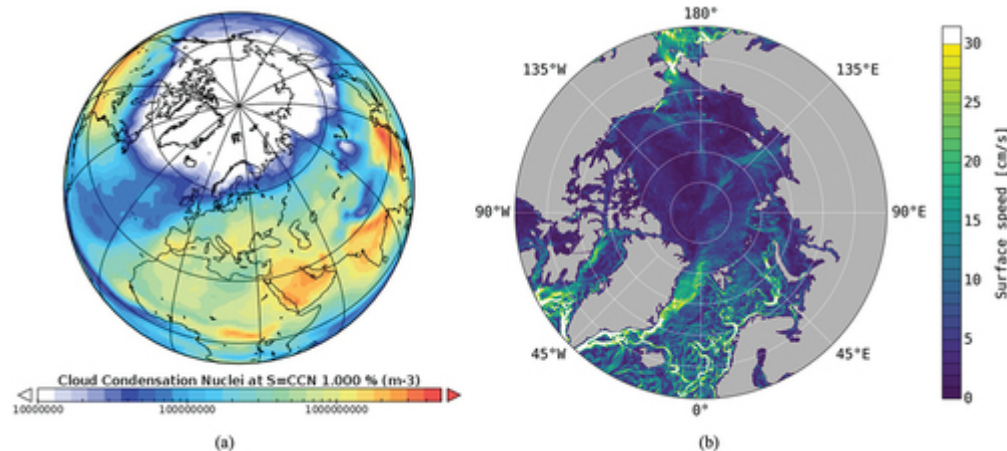 Cloud Condensation Nuclei at S=CCN 1.000 % (m-3)
10000000 100000000 1000000000
(a)
180°
135°W 135°E
90°W 90°E
45°W 45°E
0°
30
25
20
15
10
5
0
Surface speed [cm/s]
(b)